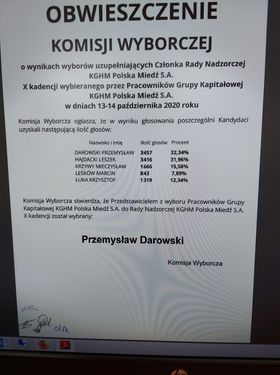 OBWIESZCZENIE
KOMISJI WYBORCZEJ
o wynikach wyborów uzupełniających Członka Rady Nadzorczej
KGHM Polska Miedź S.A.
X kadencji wybieranego przez Pracowników Grupy Kapitałowej
KGHM Polska Miedź S.A.
w dniach 13-14 października 2020 roku
Komisja Wyborcza ogłasza, że w wyniku głosowania poszczególni Kandydaci
uzyskali następującą ilość głosów:
Nazwisko i imię Ilość głosów Procent
DAROWSKI PRZEMYSŁAW 3457 32,34%
HAJDACKI LESZEK 3416 31,96%
KRZYWY MIECZYSŁAW 1666 15,58%
LEŚKÓW MARCIN 843 7,89%
ŁUKA KRZYSZTOF 1319 12,34%
Komisja Wyborcza stwierdza, że Przedstawicielem z wyboru Pracowników Grupy
Kapitałowej KGHM Polska Miedź S.A. do Rady Nadzorczej KGHM Polska Miedź S.A.
X kadencji został wybrany:
Przemysław Darowski
Komisja Wyborcza